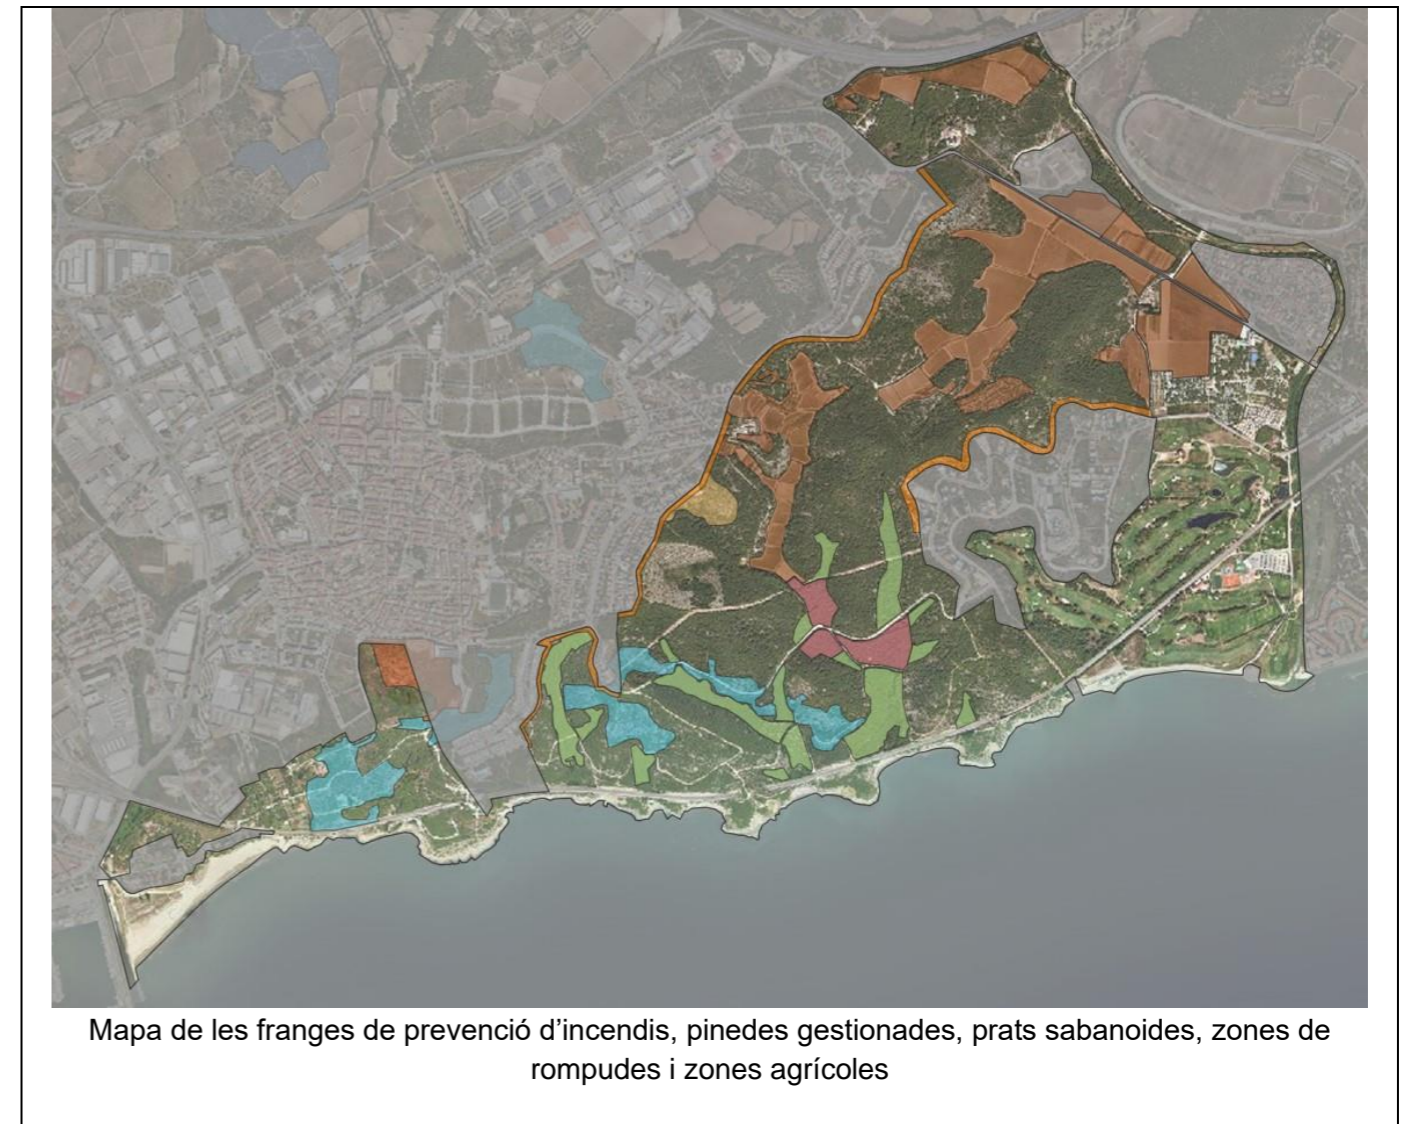 Mapa de les franges de prevenció d’incendis, pinedes gestionades, prats sabanoides, zones de
rompudes i zones agrícoles